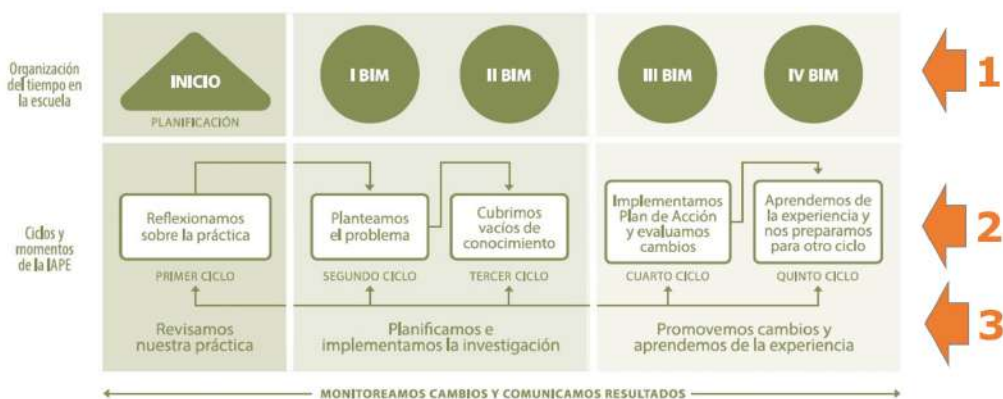 Organización
del tiempo en
la escuela
INICIO
PLANIFICACIÓN
I BIM
II BIM
III BIM
IV BIM
1
Ciclos y
momentos
de la IAPE
Reflexionamos
sobre la práctica
PRIMER CICLO
Planteamos
el problema
SEGUNDO CICLO
Cubrimos
vacíos de
conocimiento
TERCER CICLO
Implementamos
Plan de Acción
y evaluamos
cambios
CUARTO CICLO
Aprendemos de
la experiencia y
nos preparamos
para otro ciclo
QUINTO CICLO
2
Revisamos
nuestra práctica
Planificamos e
implementamos la investigación
Promovemos cambios y
aprendemos de la experiencia
3
MONITOREAMOS CAMBIOS Y COMUNICAMOS RESULTADOS